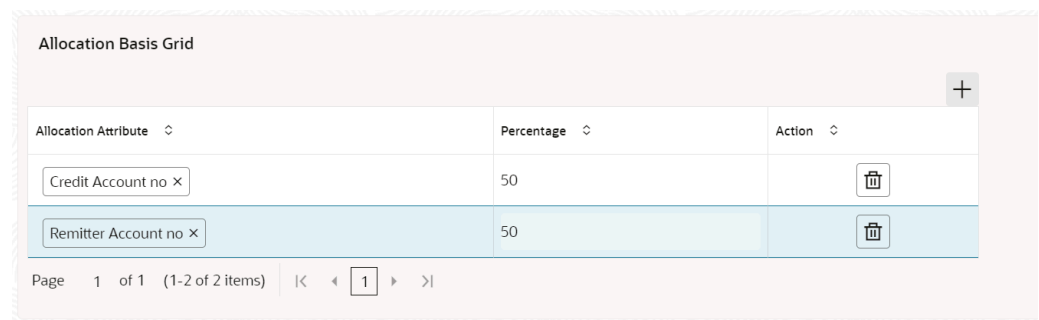 Allocation Basis Grid
Allocation Attribute Percentage Action
Credit Account no × 50
Remitter Account no × 50
Page 1 of 1 (1-2 of 2 items) 1